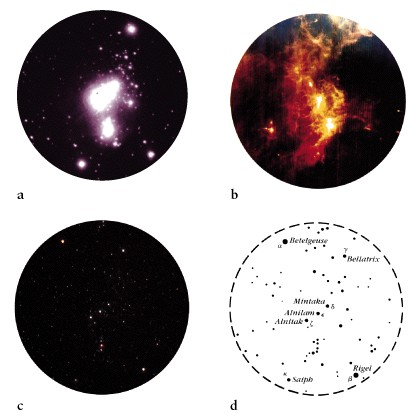 a
b
α Betelgeuse
γ
Bellatrix
Mintaka δ
Alnilam ε
Alnitak ζ
κ
Saiph
Rigel
β
c
d